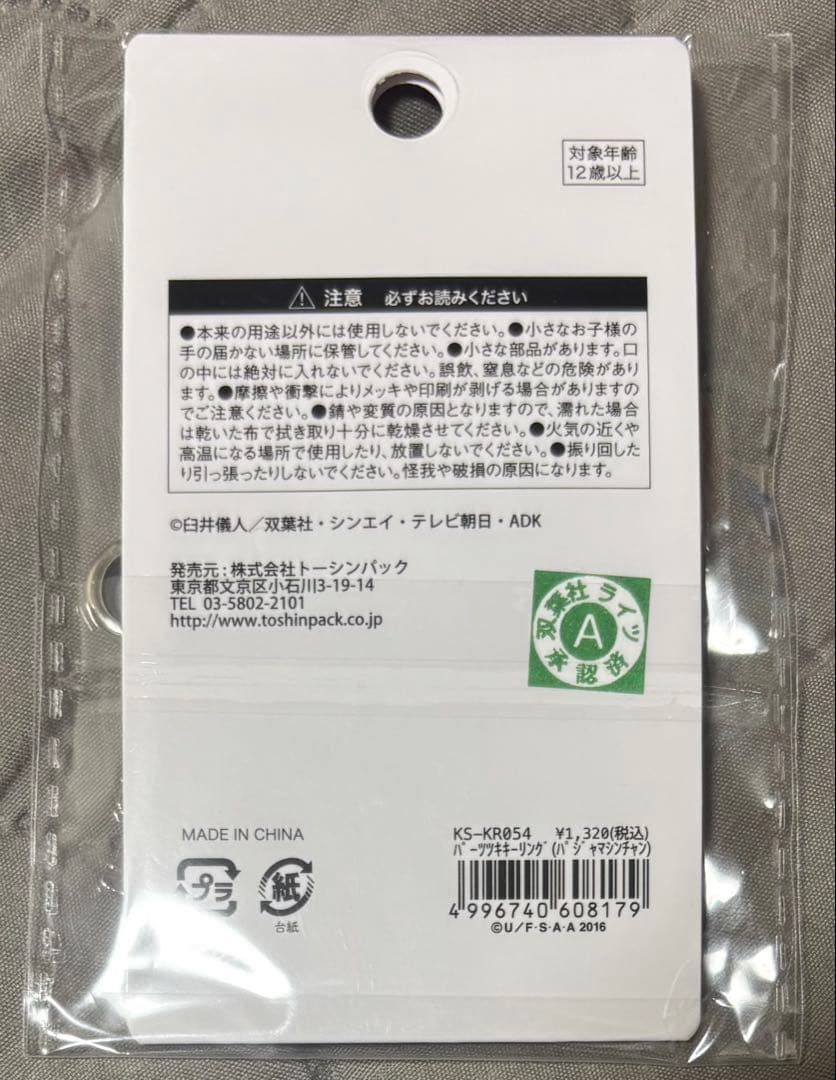 対象年齢
12歳以上
⚠ 注意 必ずお読みください
●本来の用途以外には使用しないでください。●小さなお子様の
手の届かない場所に保管してください。●小さな部品があります。口
の中には絶対に入れないでください。誤飲、窒息などの危険があり
ます。●摩擦や衝撃によりメッキや印刷が剥げる場合がありますの
でご注意ください。●錆や変質の原因となりますので、濡れた場合
は乾いた布で拭き取り十分に乾燥させてください。●火気の近くや
高温になる場所で使用したり、放置しないでください。●振り回した
り引っ張ったりしないでください。怪我や破損の原因になります。
©臼井儀人/双葉社・シンエイ・テレビ朝日・ADK
発売元:株式会社トーシンパック
東京都文京区小石川3-19-14
TEL 03-5802-2101
http://www.toshinpack.co.jp
双葉社ライツ
A
承認済
MADE IN CHINA
KS-KR054 ¥1,320(税込)
ﾊﾟｰﾂﾂｷｷｰﾘﾝｸﾞ(ﾊﾟｼﾞｬﾏｼﾝﾁｬﾝ)
プラ
紙
台紙
4996740608179
©U/F・S・A・A 2016